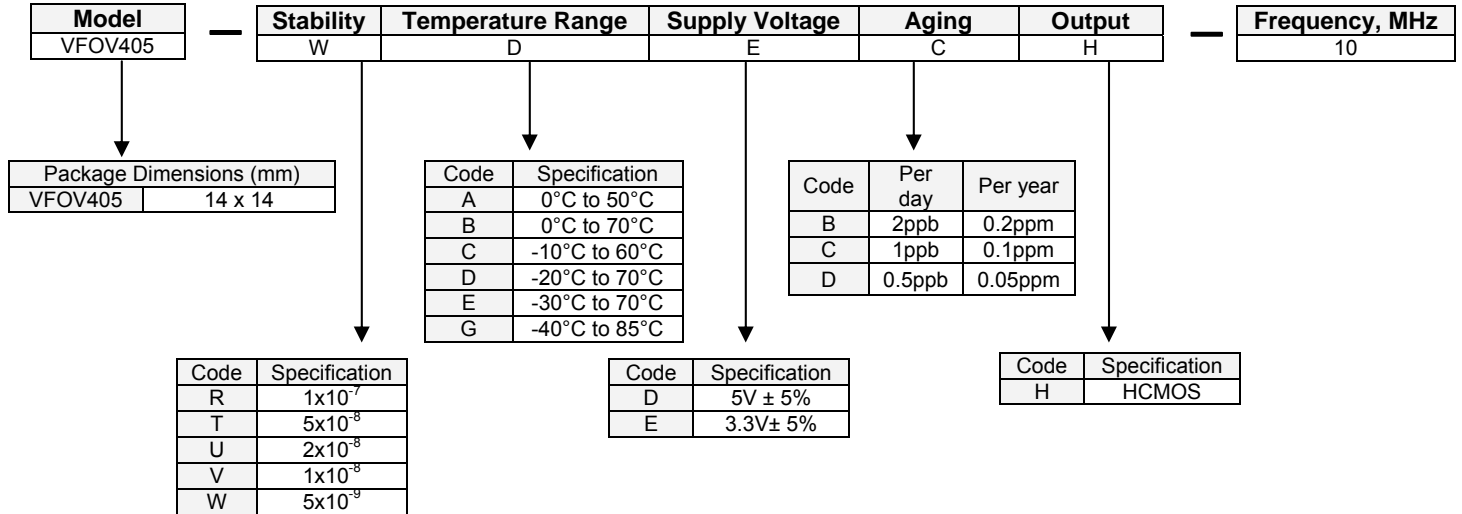 Model — Stability Temperature Range Supply Voltage Aging Output — Frequency, MHz
VFOV405 W D E C H 10
Package Dimensions (mm)
VFOV405 14 x 14
Code Specification
A 0°C to 50°C
B 0°C to 70°C
C -10°C to 60°C
D -20°C to 70°C
E -30°C to 70°C
G -40°C to 85°C
Code Per day Per year
B 2ppb 0.2ppm
C 1ppb 0.1ppm
D 0.5ppb 0.05ppm
Code Specification
R 1x10⁻⁷
T 5x10⁻⁸
U 2x10⁻⁸
V 1x10⁻⁸
W 5x10⁻⁹
Code Specification
D 5V ± 5%
E 3.3V± 5%
Code Specification
H HCMOS